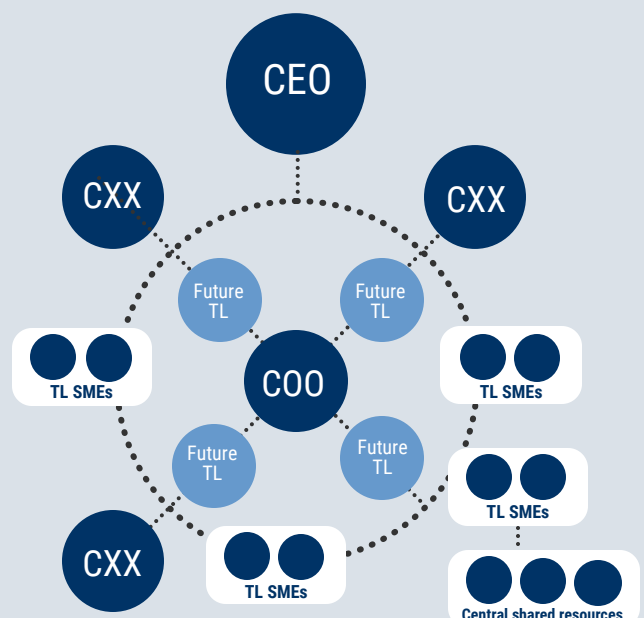 CEO
CXX
CXX
Future
TL
Future
TL
COO
TL SMEs
TL SMEs
Future
TL
Future
TL
TL SMEs
CXX
TL SMEs
Central shared resources